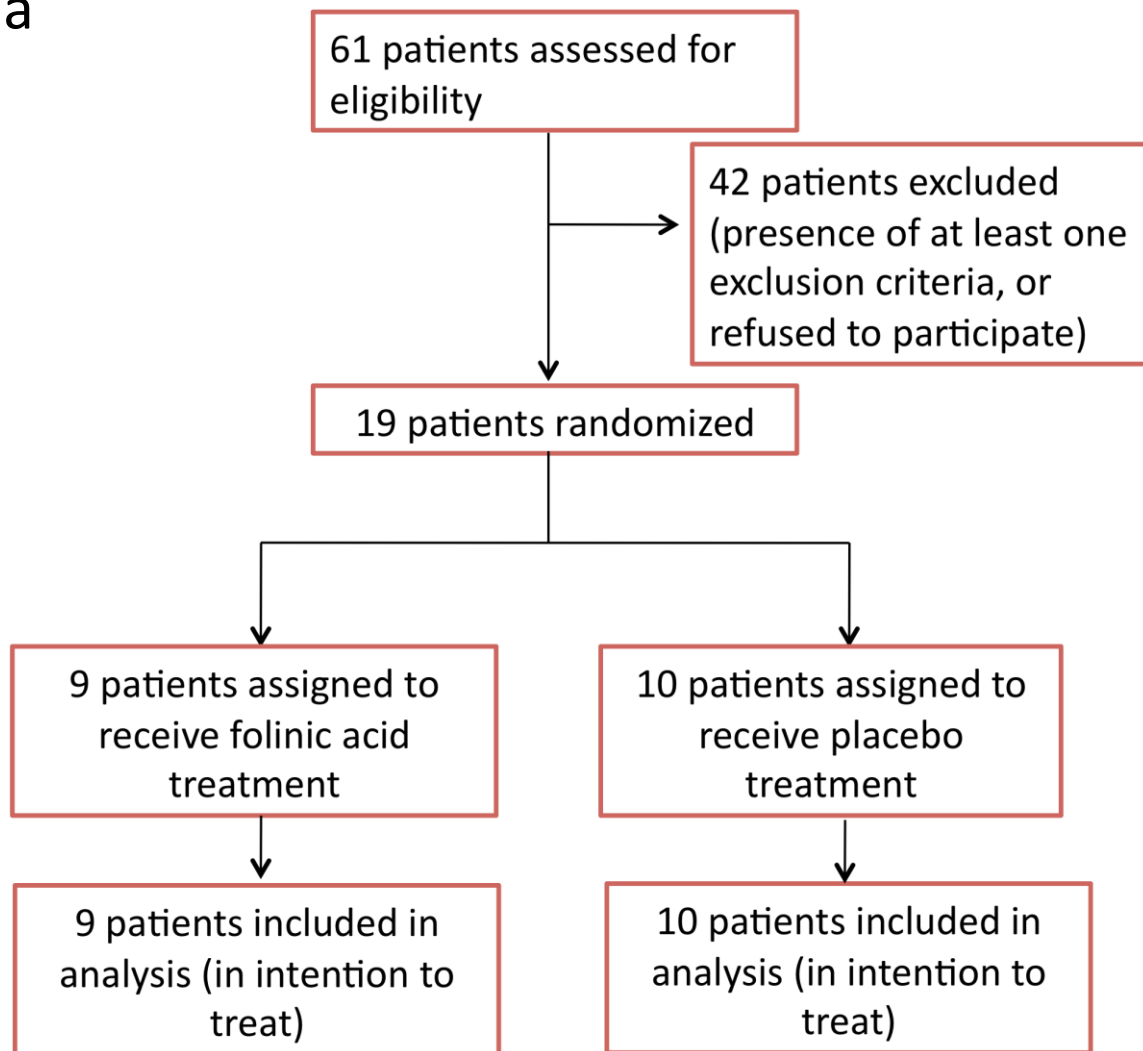 a
61 patients assessed for
eligibility
42 patients excluded
(presence of at least one
exclusion criteria, or
refused to participate)
19 patients randomized
9 patients assigned to
receive folinic acid
treatment
10 patients assigned to
receive placebo
treatment
9 patients included in
analysis (in intention to
treat)
10 patients included in
analysis (in intention to
treat)